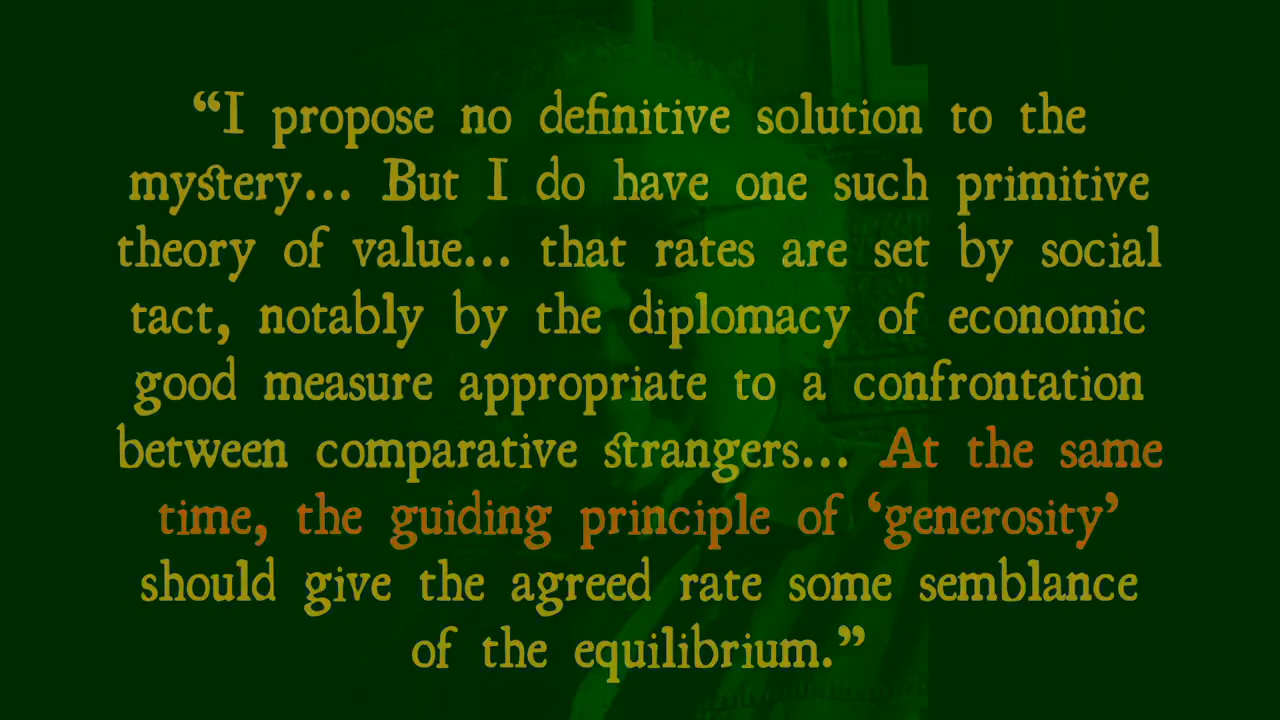 “I propose no definitive solution to the
mystery... But I do have one such primitive
theory of value... that rates are set by social
tact, notably by the diplomacy of economic
good measure appropriate to a confrontation
between comparative strangers... At the same
time, the guiding principle of ‘generosity’
should give the agreed rate some semblance
of the equilibrium.”